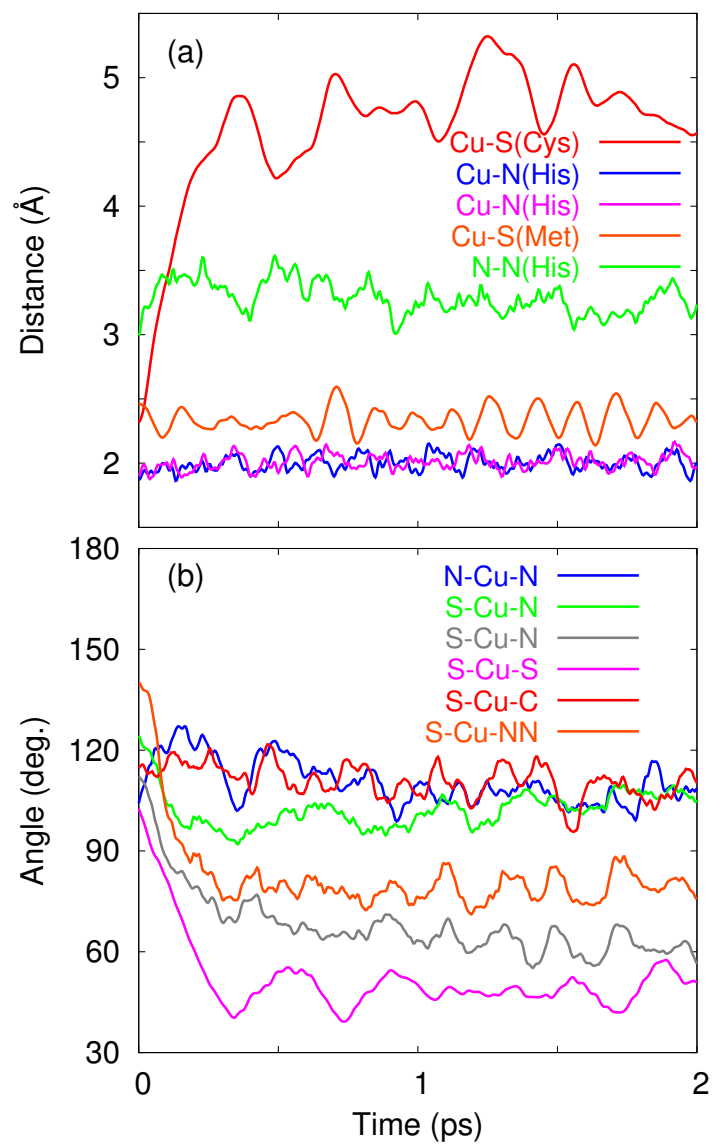 (a)
5
4
3
2
Distance (Å)
Cu-S(Cys)
Cu-N(His)
Cu-N(His)
Cu-S(Met)
N-N(His)
(b)
180
150
120
90
60
30
Angle (deg.)
N-Cu-N
S-Cu-N
S-Cu-N
S-Cu-S
S-Cu-C
S-Cu-NN
0
1
2
Time (ps)